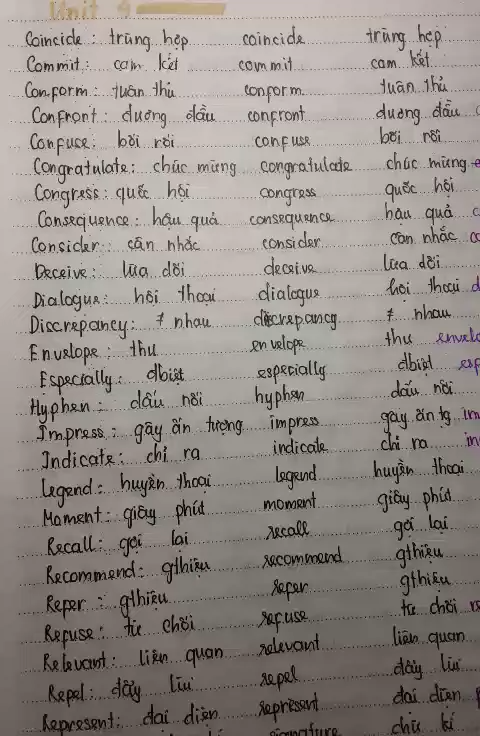 Unit 9
Coincide : trùng hợp coincide trùng hợp
Commit : cam kết commit cam kết
Conform : tuân thủ conform tuân thủ
Confront : đương đầu confront đương đầu
Confuse : bối rối confuse bối rối
Congratulate : chúc mừng congratulate chúc mừng
Congress : quốc hội congress quốc hội
Consequence : hậu quả consequence hậu quả
Consider : cân nhắc consider cân nhắc
Deceive : lừa dối deceive lừa dối
Dialogue : hội thoại dialogue hội thoại
Discrepancy : ≠ nhau discrepancy ≠ nhau
Envelope : thư envelope thư
Especially : đbiệt especially đbiệt
Hyphen : dấu nối hyphen dấu nối
Impress : gây ấn tượng impress gây ấn tg
Indicate : chỉ ra indicate chỉ ra
Legend : huyền thoại legend huyền thoại
Moment : giây phút moment giây phút
Recall : gợi lại recall gợi lại
Recommend : gthiệu recommend gthiệu
Refer : gthiệu refer gthiệu
Refuse : từ chối refuse từ chối
Relevant : liên quan relevant liên quan
Repel : đẩy lùi repel đẩy lùi
Represent : đại diện represent đại diện
signature chữ kí